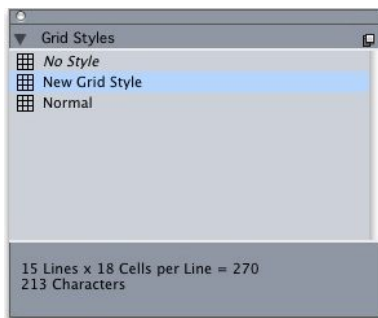 Grid Styles
No Style
New Grid Style
Normal
15 Lines x 18 Cells per Line = 270
213 Characters